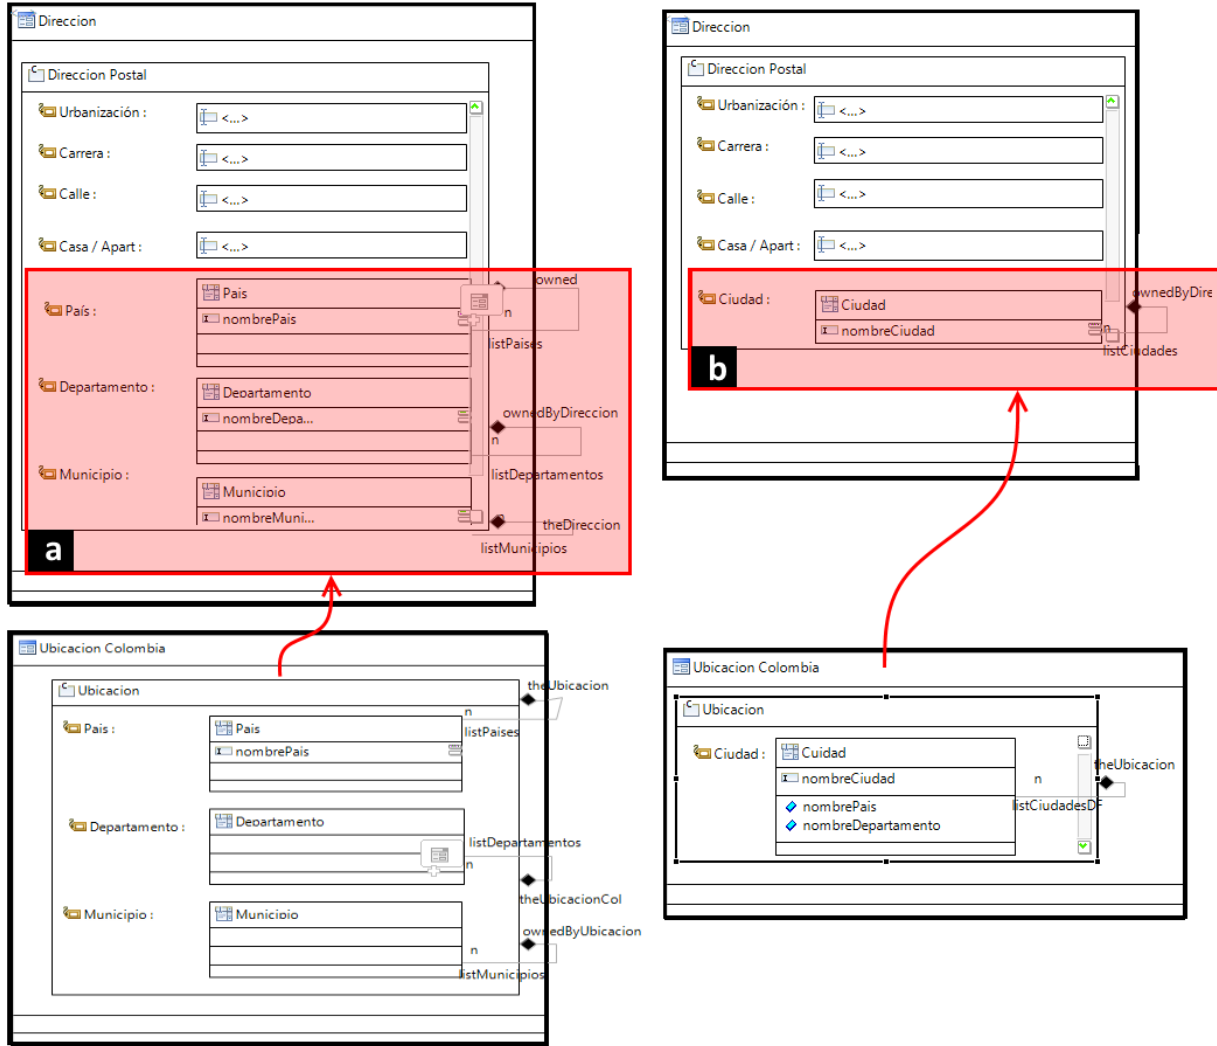 Direccion
Direccion Postal
Urbanización :
<...>
Carrera :
<...>
Calle :
<...>
Casa / Apart :
<...>
País :
Pais
nombrePais
owned
n
listPaises
Departamento :
Departamento
nombreDepa...
ownedByDireccion
n
listDepartamentos
Municipio :
Municipio
nombreMuni...
n
theDireccion
listMunicipios
a
Direccion
Direccion Postal
Urbanización :
<...>
Carrera :
<...>
Calle :
<...>
Casa / Apart :
<...>
Ciudad :
Ciudad
nombreCiudad
ownedByDire
n
listCiudades
b
Ubicacion Colombia
Ubicacion
theUbicacion
Pais :
Pais
nombrePais
n
listPaises
Departamento :
Departamento
listDepartamentos
n
theUbicacionCol
Municipio :
Municipio
ownedByUbicacion
n
listMunicipios
Ubicacion Colombia
Ubicacion
Ciudad :
Cuidad
nombreCiudad
nombrePais
nombreDepartamento
n
theUbicacion
listCiudadesDF